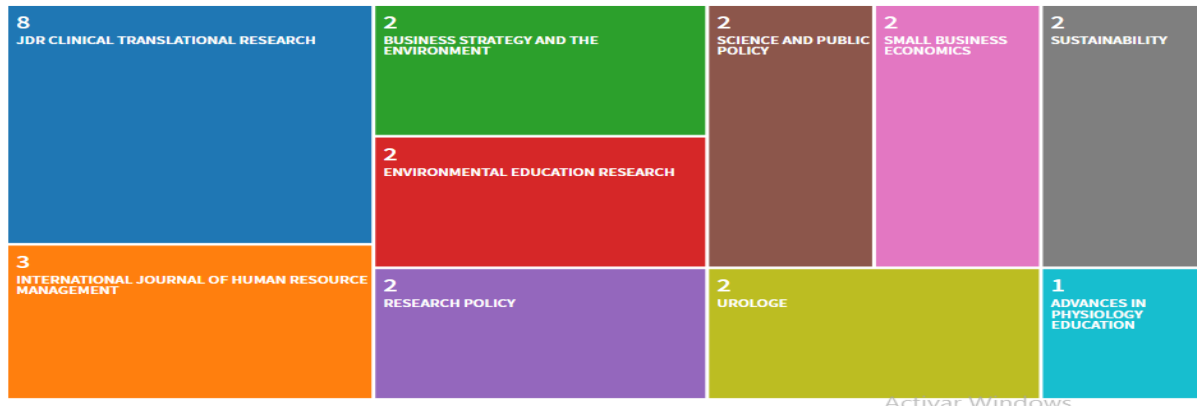 8
JDR CLINICAL TRANSLATIONAL RESEARCH
3
INTERNATIONAL JOURNAL OF HUMAN RESOURCE
MANAGEMENT
2
BUSINESS STRATEGY AND THE
ENVIRONMENT
2
ENVIRONMENTAL EDUCATION RESEARCH
2
RESEARCH POLICY
2
SCIENCE AND PUBLIC
POLICY
2
SMALL BUSINESS
ECONOMICS
2
UROLOGE
2
SUSTAINABILITY
1
ADVANCES IN
PHYSIOLOGY
EDUCATION
Activar Windows